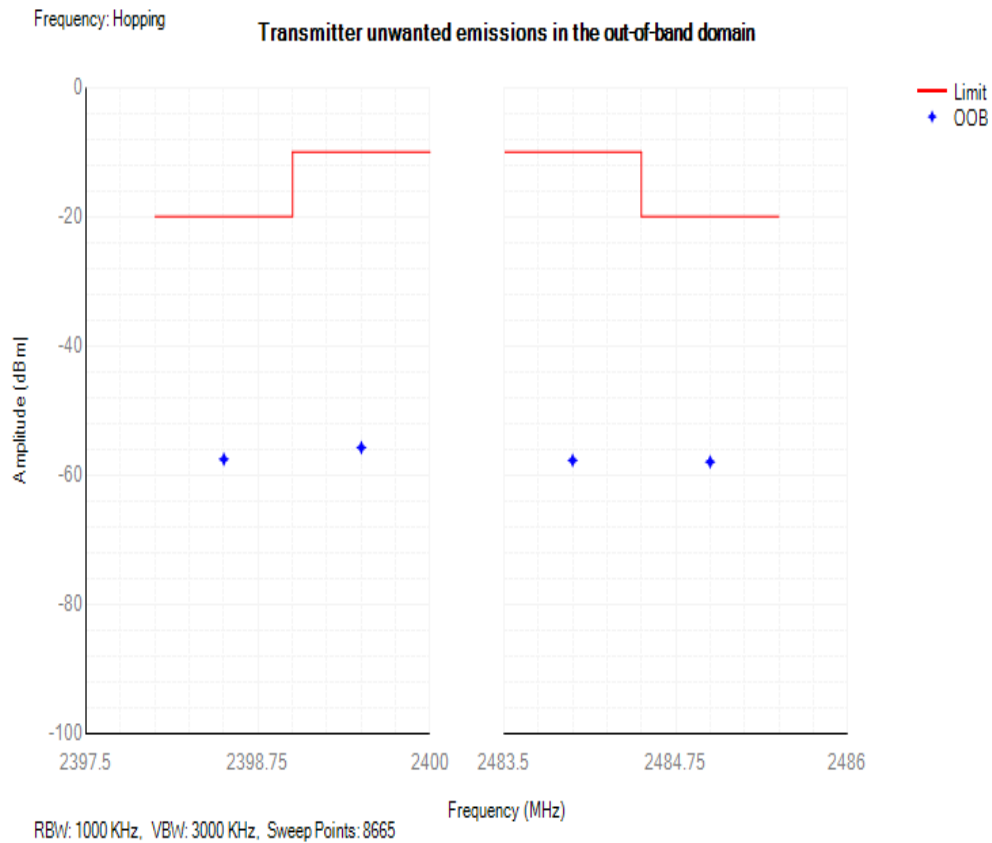 Frequency: Hopping
Transmitter unwanted emissions in the out-of-band domain
Limit
OOB
0
-20
-40
-60
-80
-100
Amplitude (dBm)
2397.5 2398.75 2400 2483.5 2484.75 2486
Frequency (MHz)
RBW: 1000 KHz, VBW: 3000 KHz, Sweep Points: 8665